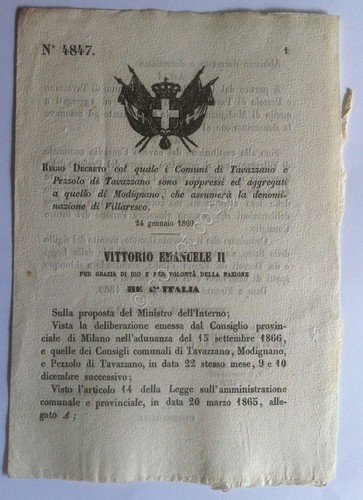 N° 4847.
1
REGIO DECRETO col quale i Comuni di Tavazzano e
Pezzolo di Tavazzano sono soppressi ed aggregati
a quello di Modignano, che assumerà la denomi-
nazione di Villavesco.
24 gennaio 1869
VITTORIO EMANUELE II
PER GRAZIA DI DIO E PER VOLONTÀ DELLA NAZIONE
RE D'ITALIA
Sulla proposta del Ministro dell'Interno;
Vista la deliberazione emessa dal Consiglio provin-
ciale di Milano nell'adunanza del 15 settembre 1866,
e quelle dei Consigli comunali di Tavazzano, Modignano,
e Pezzolo di Tavazzano, in data 22 stesso mese, 9 e 10
dicembre successivo;
Visto l'articolo 14 della Legge sull'amministrazione
comunale e provinciale, in data 20 marzo 1865, alle-
gato A;